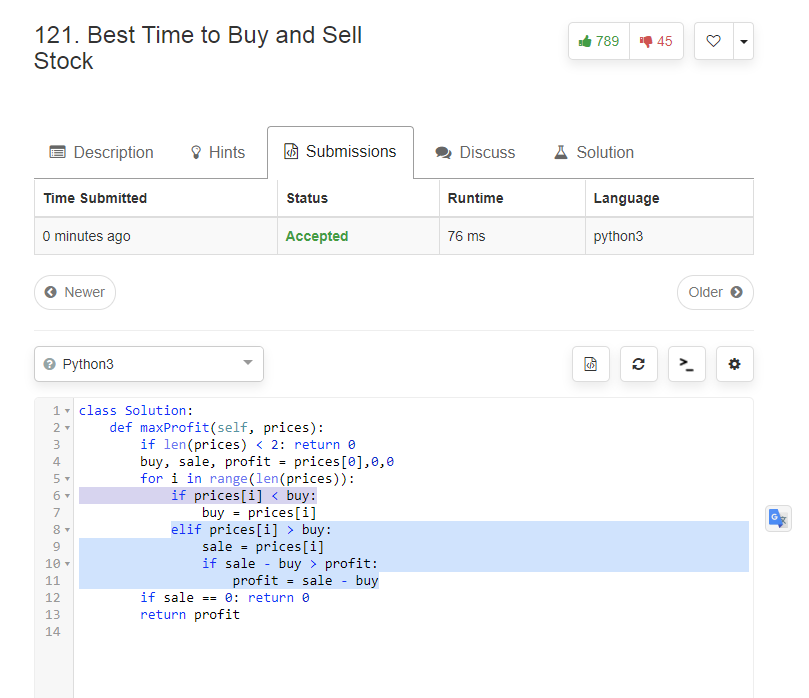 121. Best Time to Buy and Sell
Stock
789 45
Description Hints Submissions Discuss Solution
Time Submitted Status Runtime Language
0 minutes ago Accepted 76 ms python3
Newer Older
Python3
1 class Solution:
2     def maxProfit(self, prices):
3         if len(prices) < 2: return 0
4         buy, sale, profit = prices[0],0,0
5         for i in range(len(prices)):
6             if prices[i] < buy:
7                 buy = prices[i]
8             elif prices[i] > buy:
9                 sale = prices[i]
10                 if sale - buy > profit:
11                     profit = sale - buy
12         if sale == 0: return 0
13         return profit
14